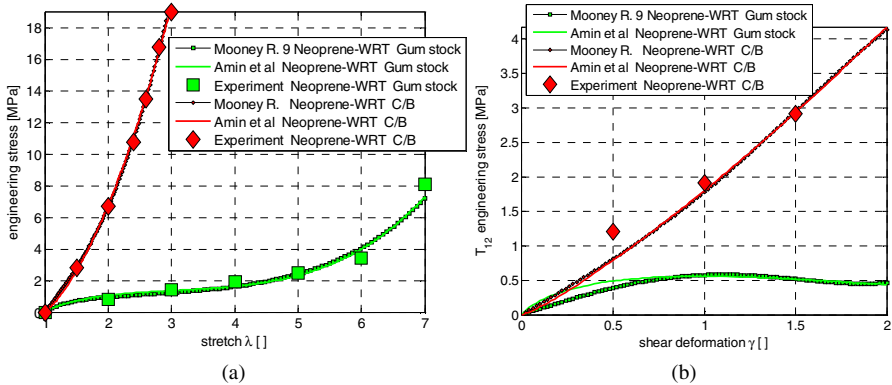 18
16
14
12
10
8
6
4
2
0
1
2
3
4
5
6
7
engineering stress [MPa]
stretch λ [ ]
Mooney R. 9 Neoprene-WRT Gum stock
Amin et al Neoprene-WRT Gum stock
Experiment Neoprene-WRT Gum stock
Mooney R. Neoprene-WRT C/B
Amin et al Neoprene-WRT C/B
Experiment Neoprene-WRT C/B
(a)
4
3.5
3
2.5
2
1.5
1
0.5
0
0
0.5
1
1.5
2
T12 engineering stress [MPa]
shear deformation γ [ ]
Mooney R. 9 Neoprene-WRT Gum stock
Amin et al Neoprene-WRT Gum stock
Mooney R. Neoprene-WRT C/B
Amin et al Neoprene-WRT C/B
Experiment Neoprene-WRT C/B
(b)